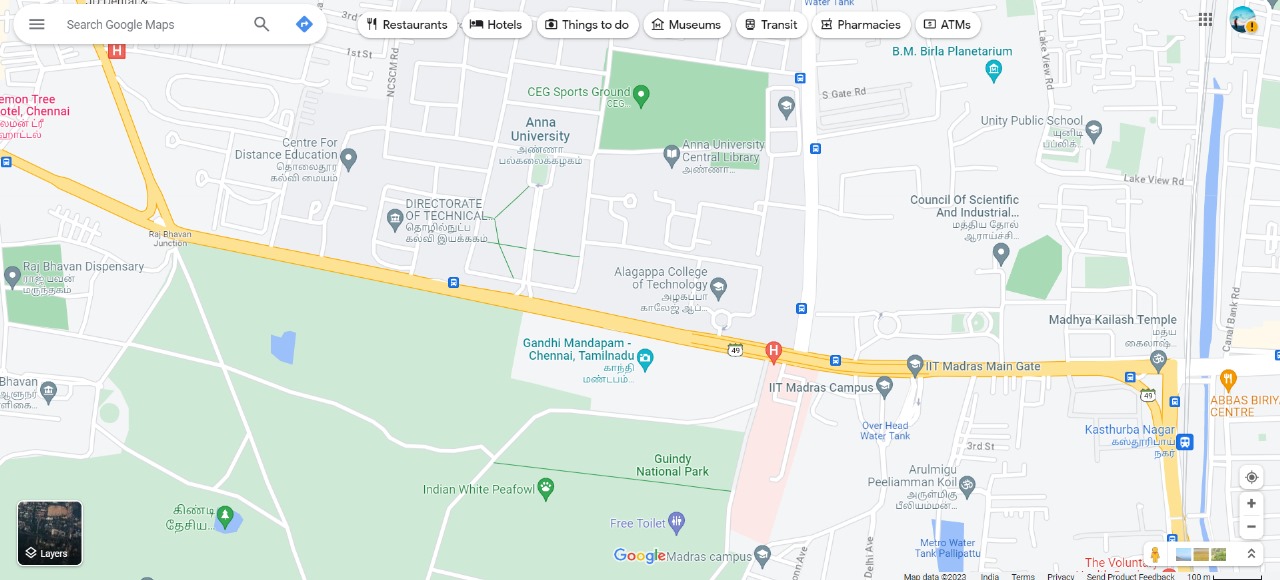 Search Google Maps
Restaurants
Hotels
Things to do
Museums
Transit
Pharmacies
ATMs
Water Tank
1st St
NCSCM Rd
B.M. Birla Planetarium
Lake View Rd
S Gate Rd
CEG Sports Ground
CEG...
emon Tree
otel, Chennai
லமன் ட்ரீ
ஹாட்டல்
Anna
University
அண்ணா
பல்கலைக்கழகம்
Unity Public School
யுனிடி
பப்ளிக்...
Centre For
Distance Education
தொலைதூர
கல்வி மையம்
Anna University
Central Library
அண்ணா...
Lake View Rd
DIRECTORATE
OF TECHNICAL...
தொழில்நுட்ப
கல்வி இயக்ககம்
Council Of Scientific
And Industrial...
மத்திய தோல்
ஆராய்ச்சி...
Raj Bhavan
Junction
Raj Bhavan Dispensary
ராஜ் பவன்
மருந்தகம்
Alagappa College
of Technology
அழகப்பா
காலேஜ் ஆப்...
Canal Bank Rd
Madhya Kailash Temple
மத்ய
கைலாஷ்...
Gandhi Mandapam -
Chennai, Tamilnadu
காந்தி
மண்டபம்...
49
H
IIT Madras Main Gate
IIT Madras Campus
Bhavan
49
ABBAS BIRIY
CENTRE
Over Head
Water Tank
Kasthurba Nagar
கஸ்தூரிபாய்
நகர்
3rd St
Guindy
National Park
Indian White Peafowl
Arulmigu
Peeliamman Koil
அருள்மிகு
பீலியம்மன்...
கிண்டி
தேசிய...
Free Toilet
Metro Water
Tank Pallipattu
Layers
Google
Madras campus
Delhi Ave
onn Ave
The Voluntary
Map data ©2023
India
Terms
Privacy
Send Product Feedback
100 m